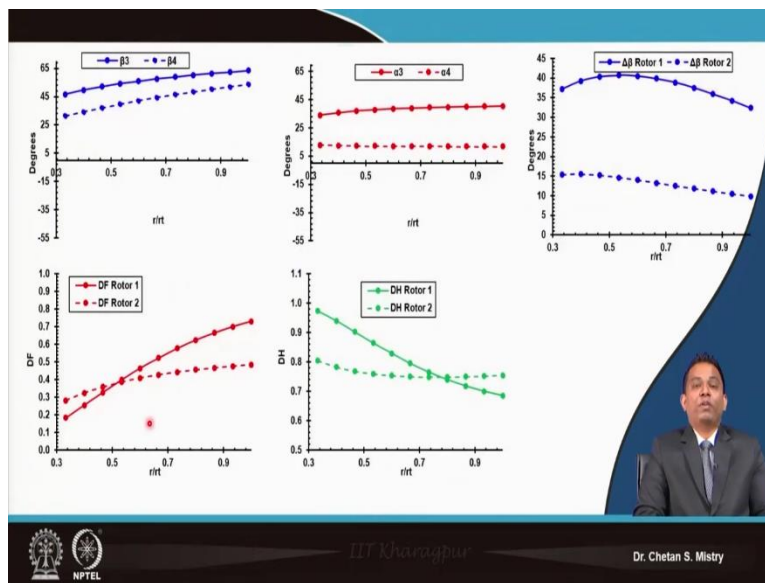 β3 β4
65
45
25
5
-15
-35
-55
Degrees
0.3 0.5 0.7 0.9
r/rt
α3 α4
65
45
25
5
-15
-35
-55
Degrees
0.3 0.5 0.7 0.9
r/rt
Δβ Rotor 1 Δβ Rotor 2
45
40
35
30
25
20
15
10
5
0
Degrees
0.3 0.5 0.7 0.9
r/rt
DF Rotor 1
DF Rotor 2
1.0
0.9
0.8
0.7
0.6
0.5
0.4
0.3
0.2
0.1
0.0
DF
0.3 0.5 0.7 0.9
r/rt
DH Rotor 1
DH Rotor 2
1.1
1.0
0.9
0.8
0.7
0.6
0.5
DH
0.3 0.5 0.7 0.9
r/rt
NPTEL
IIT Kharagpur
Dr. Chetan S. Mistry